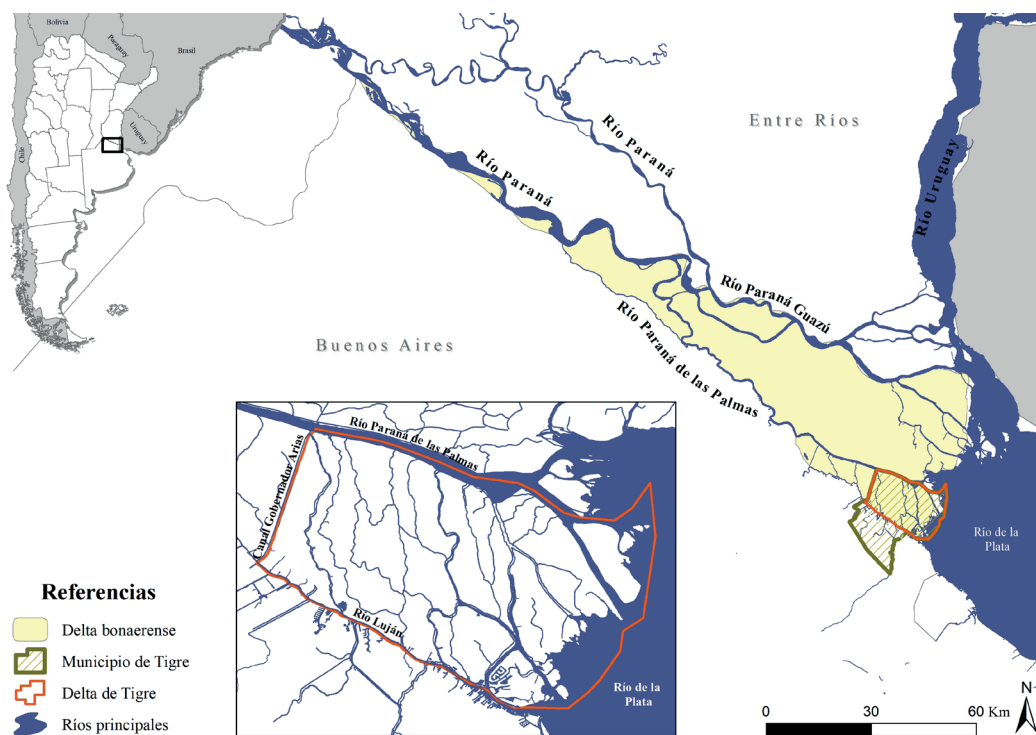 Bolivia
Paraguay
Brasil
Chile
Uruguay
Entre Ríos
Río Paraná
Río Paraná
Río Uruguay
Río Paraná Guazú
Río Paraná de las Palmas
Buenos Aires
Río de la
Plata
Río Paraná de las Palmas
Canal Gobernador Arias
Río Luján
Río de la
Plata
Referencias
Delta bonaerense
Municipio de Tigre
Delta de Tigre
Ríos principales
N
0 30 60 Km